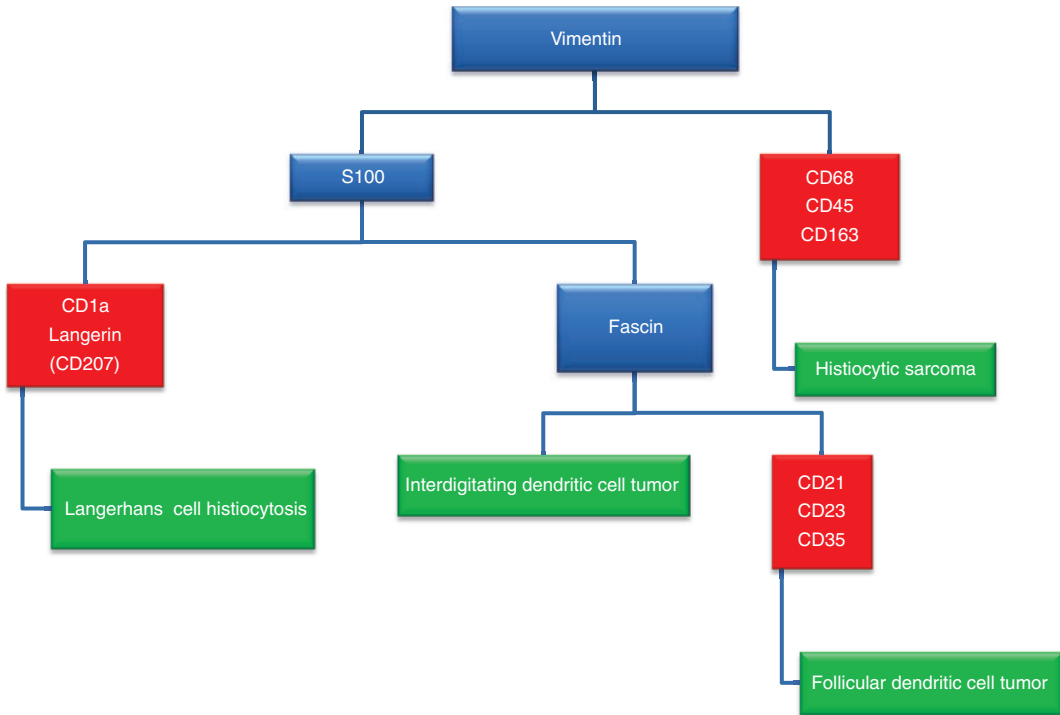 Vimentin
S100
CD68
CD45
CD163
CD1a
Langerin
(CD207)
Fascin
Histiocytic sarcoma
Langerhans cell histiocytosis
Interdigitating dendritic cell tumor
CD21
CD23
CD35
Follicular dendritic cell tumor